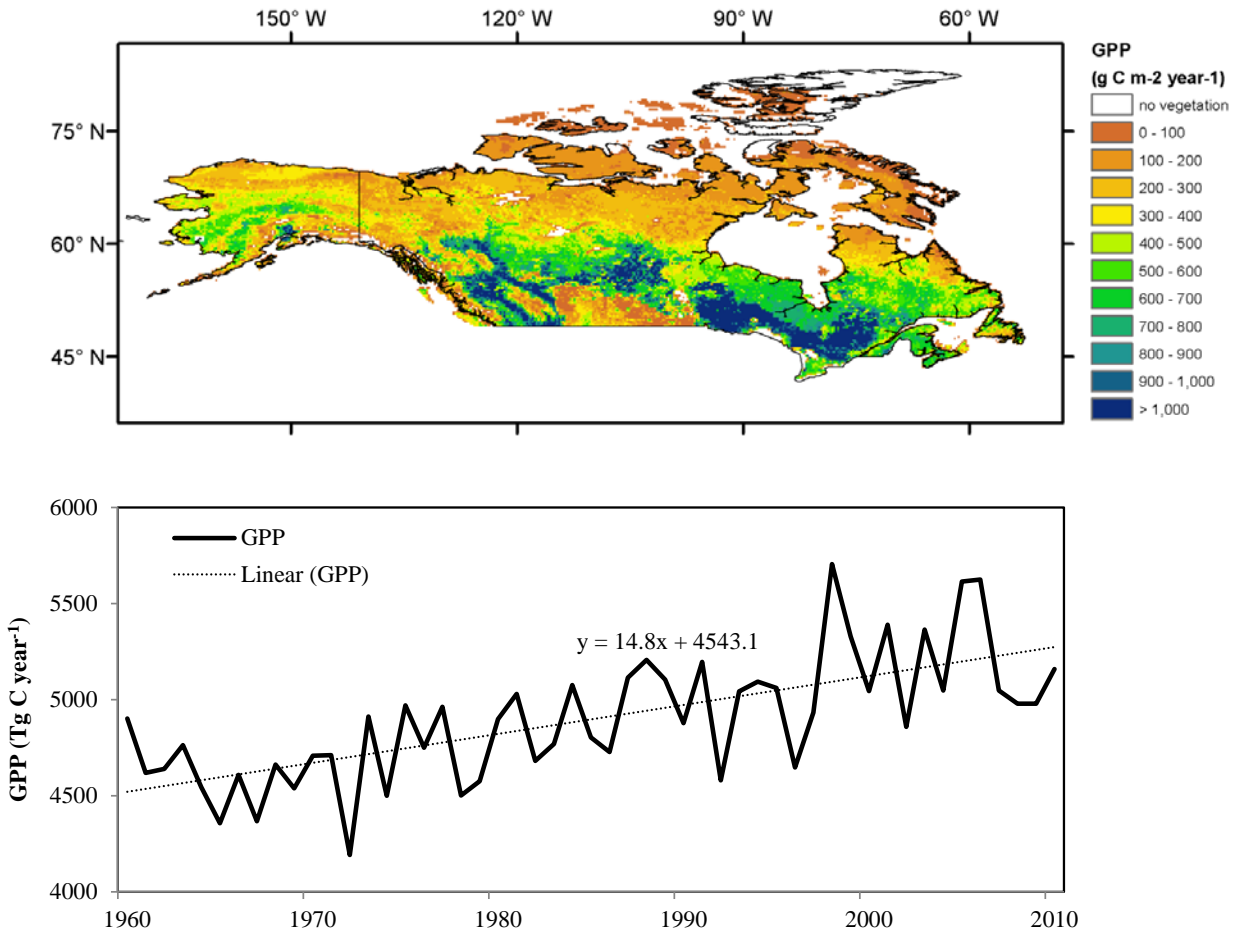 150° W 120° W 90° W 60° W
75° N
60° N
45° N
GPP
(g C m-2 year-1)
no vegetation
0 - 100
100 - 200
200 - 300
300 - 400
400 - 500
500 - 600
600 - 700
700 - 800
800 - 900
900 - 1,000
> 1,000
GPP (Tg C year-1)
6000
5500
5000
4500
4000
GPP
Linear (GPP)
y = 14.8x + 4543.1
1960 1970 1980 1990 2000 2010